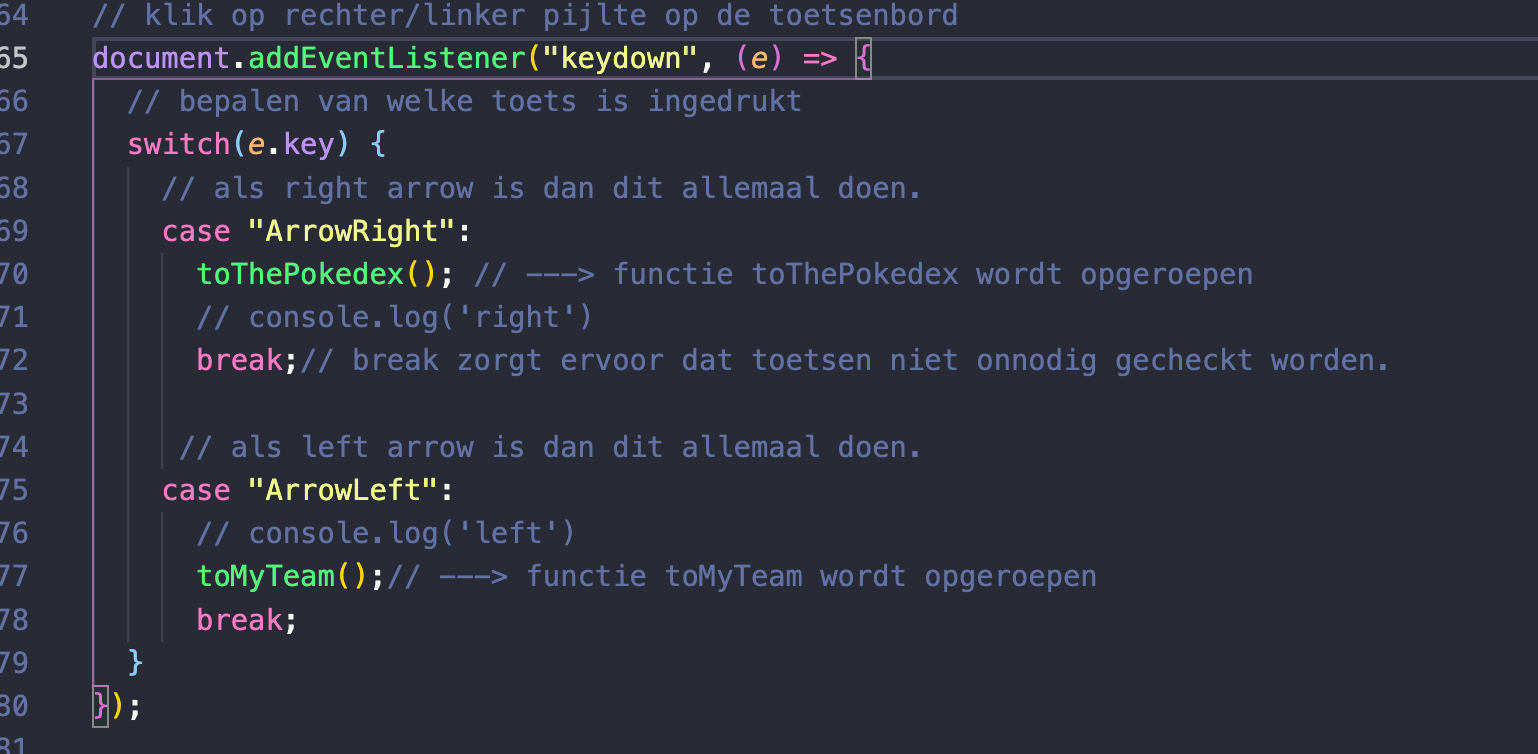 64 // klik op rechter/linker pijlte op de toetsenbord
65 document.addEventListener("keydown", (e) => {
66 // bepalen van welke toets is ingedrukt
67 switch(e.key) {
68 // als right arrow is dan dit allemaal doen.
69 case "ArrowRight":
70 toThePokedex(); // ---> functie toThePokedex wordt opgeroepen
71 // console.log('right')
72 break;// break zorgt ervoor dat toetsen niet onnodig gecheckt worden.
73
74 // als left arrow is dan dit allemaal doen.
75 case "ArrowLeft":
76 // console.log('left')
77 toMyTeam();// ---> functie toMyTeam wordt opgeroepen
78 break;
79 }
80 });
81